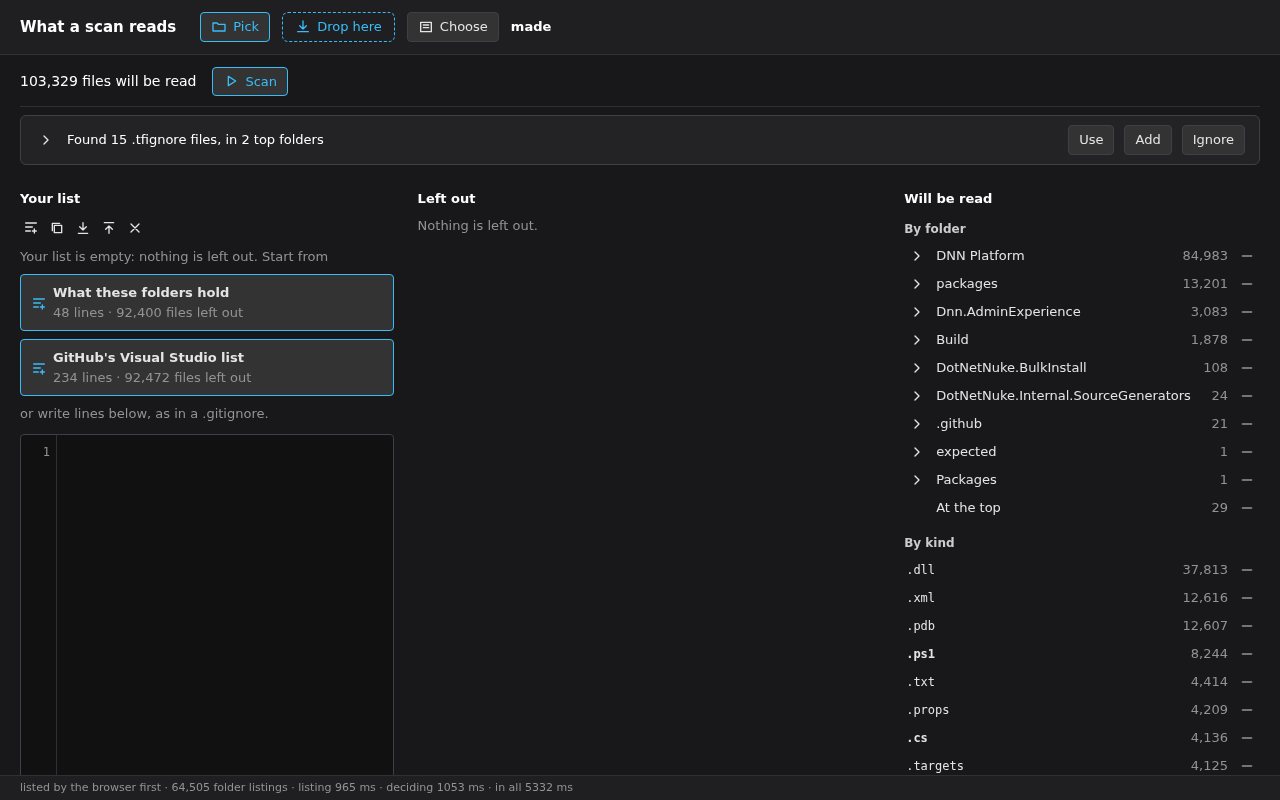 What a scan reads
Pick
Drop here
Choose
made
103,329 files will be read
Scan
Found 15 .tfignore files, in 2 top folders
Use
Add
Ignore
Your list
Your list is empty: nothing is left out. Start from
What these folders hold
48 lines · 92,400 files left out
GitHub's Visual Studio list
234 lines · 92,472 files left out
or write lines below, as in a .gitignore.
1
Left out
Nothing is left out.
Will be read
By folder
DNN Platform 84,983
packages 13,201
Dnn.AdminExperience 3,083
Build 1,878
DotNetNuke.BulkInstall 108
DotNetNuke.Internal.SourceGenerators 24
.github 21
expected 1
Packages 1
At the top 29
By kind
.dll 37,813
.xml 12,616
.pdb 12,607
.ps1 8,244
.txt 4,414
.props 4,209
.cs 4,136
.targets 4,125
listed by the browser first · 64,505 folder listings · listing 965 ms · deciding 1053 ms · in all 5332 ms